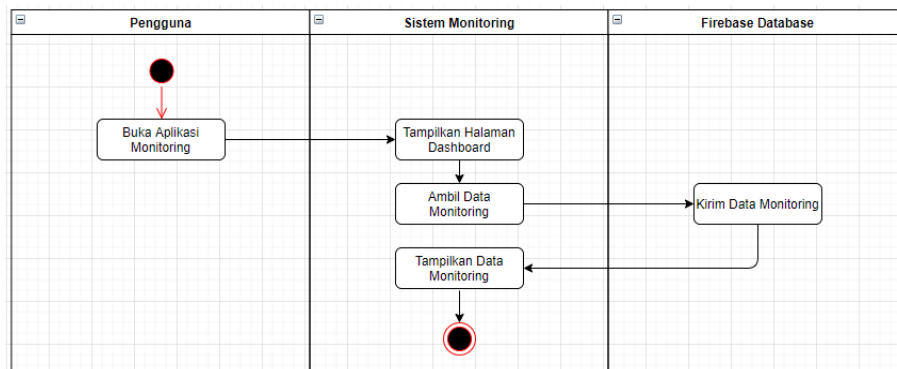 Pengguna
Sistem Monitoring
Firebase Database
Buka Aplikasi
Monitoring
Tampilkan Halaman
Dashboard
Ambil Data
Monitoring
Kirim Data Monitoring
Tampilkan Data
Monitoring